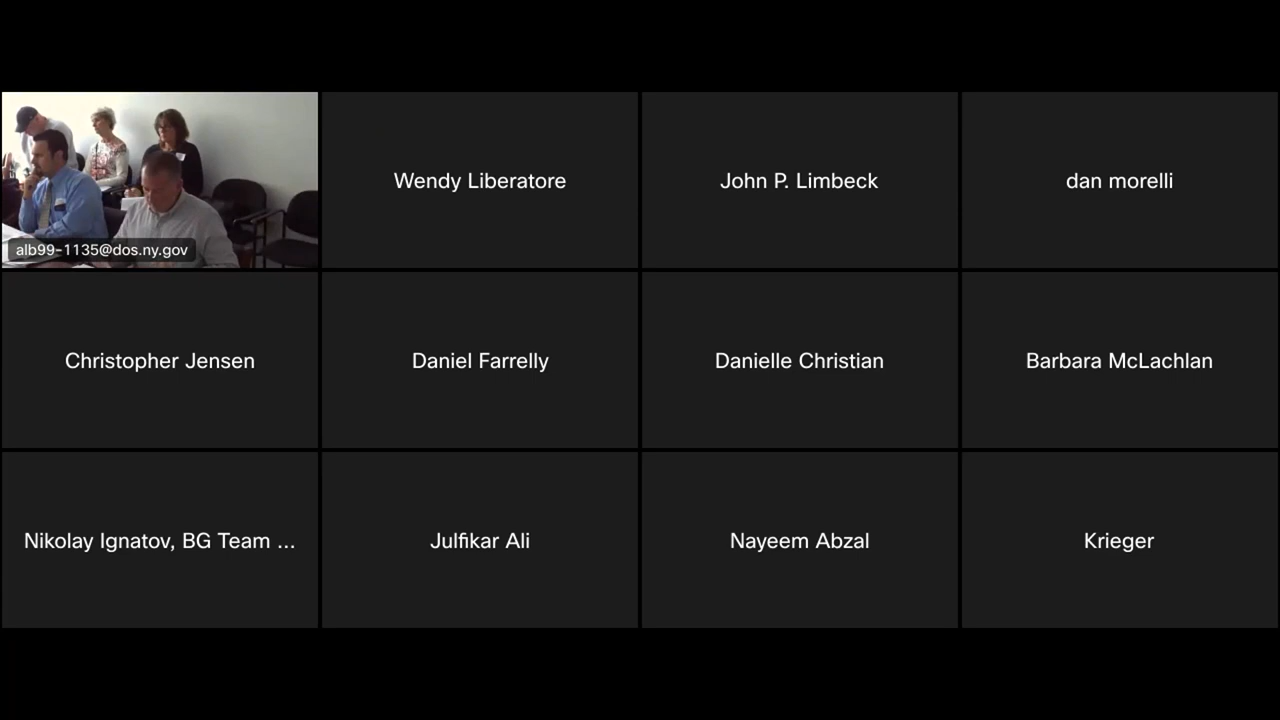 alb99-1135@dos.ny.gov
Wendy Liberatore
John P. Limbeck
dan morelli
Christopher Jensen
Daniel Farrelly
Danielle Christian
Barbara McLachlan
Nikolay Ignatov, BG Team ...
Julfikar Ali
Nayeem Abzal
Krieger